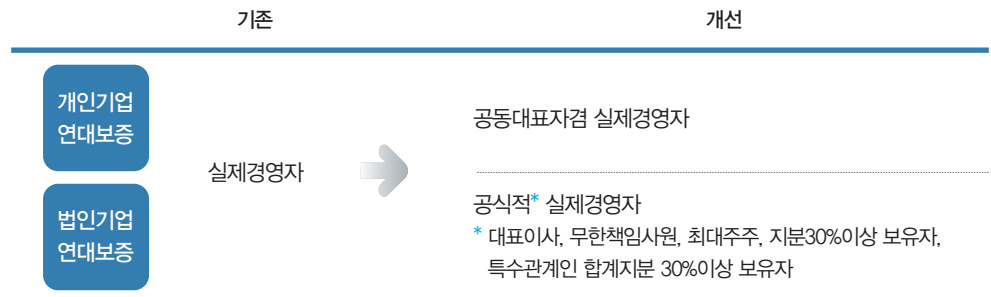 기존
개선
개인기업
연대보증
실제경영자
공동대표자겸 실제경영자
법인기업
연대보증
공식적* 실제경영자
* 대표이사, 무한책임사원, 최대주주, 지분30%이상 보유자,
특수관계인 합계지분 30%이상 보유자